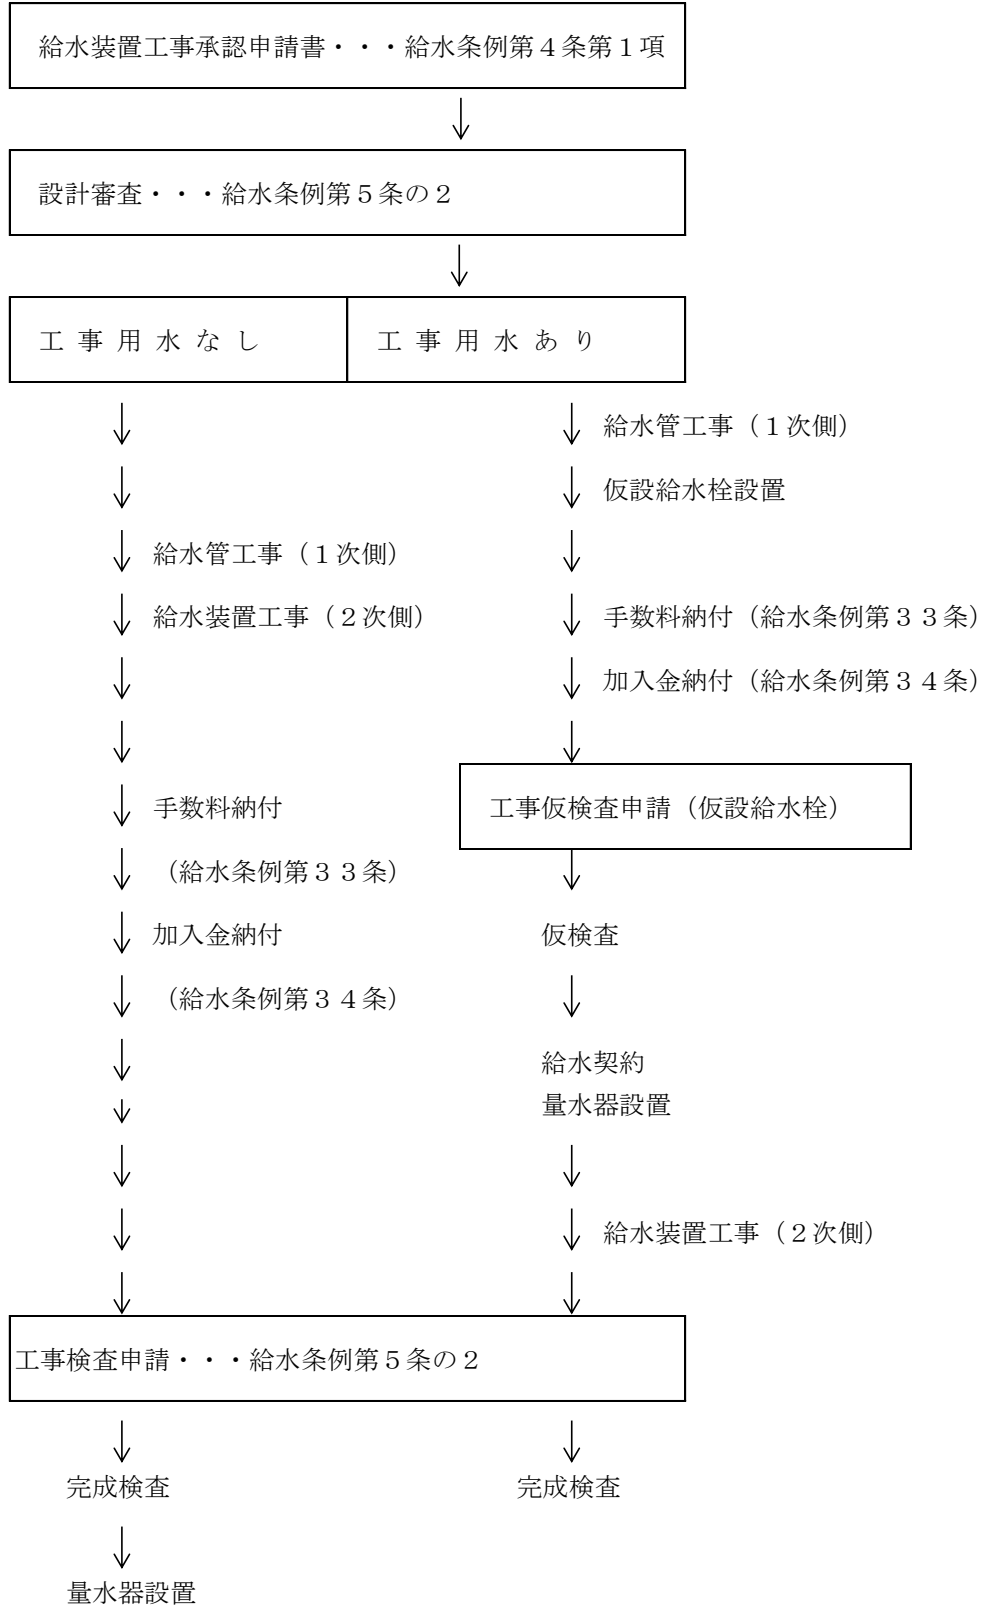 給水装置工事承認申請書・・・給水条例第４条第１項
設計審査・・・給水条例第５条の２
工 事 用 水 な し
工 事 用 水 あ り
給水管工事（１次側）
仮設給水栓設置
給水管工事（１次側）
給水装置工事（２次側）
手数料納付（給水条例第３３条）
加入金納付（給水条例第３４条）
工事仮検査申請（仮設給水栓）
手数料納付
（給水条例第３３条）
加入金納付
（給水条例第３４条）
仮検査
給水契約
量水器設置
給水装置工事（２次側）
工事検査申請・・・給水条例第５条の２
完成検査
完成検査
量水器設置